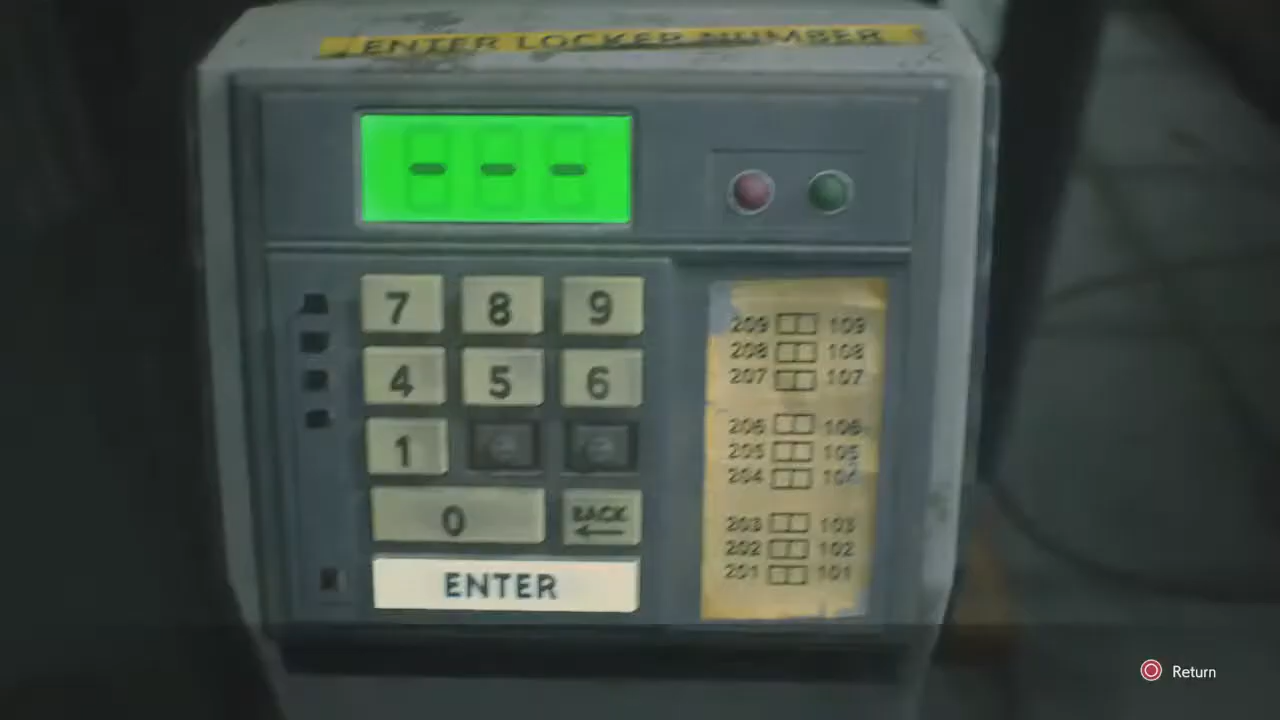 ENTER LOCKER NUMBER
- - -
7 8 9
4 5 6
1
0 BACK
ENTER
209 109
208 108
207 107
206 106
205 105
204 104
203 103
202 102
201 101
Return